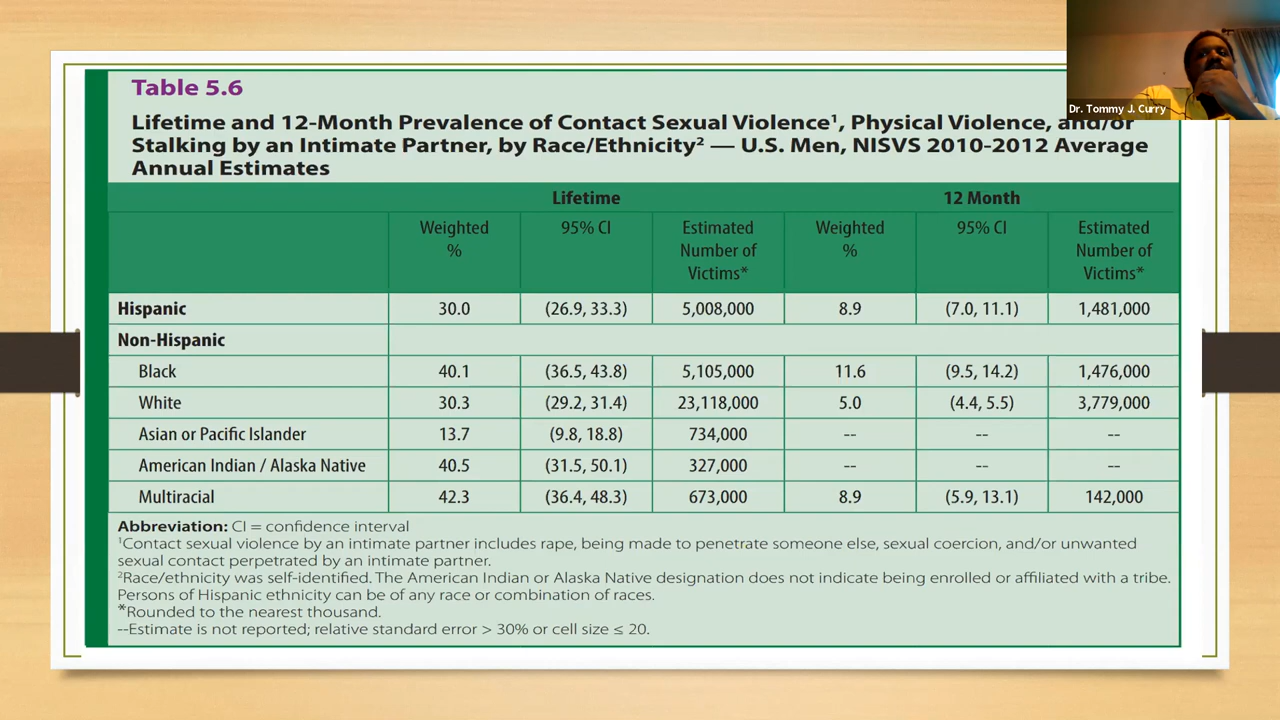 Dr. Tommy J. Curry
Table 5.6
Lifetime and 12-Month Prevalence of Contact Sexual Violence¹, Physical Violence, and/or
Stalking by an Intimate Partner, by Race/Ethnicity² — U.S. Men, NISVS 2010-2012 Average
Annual Estimates
Lifetime 12 Month
Weighted % 95% CI Estimated Number of Victims* Weighted % 95% CI Estimated Number of Victims*
Hispanic 30.0 (26.9, 33.3) 5,008,000 8.9 (7.0, 11.1) 1,481,000
Non-Hispanic
Black 40.1 (36.5, 43.8) 5,105,000 11.6 (9.5, 14.2) 1,476,000
White 30.3 (29.2, 31.4) 23,118,000 5.0 (4.4, 5.5) 3,779,000
Asian or Pacific Islander 13.7 (9.8, 18.8) 734,000 -- -- --
American Indian / Alaska Native 40.5 (31.5, 50.1) 327,000 -- -- --
Multiracial 42.3 (36.4, 48.3) 673,000 8.9 (5.9, 13.1) 142,000
Abbreviation: CI = confidence interval
¹Contact sexual violence by an intimate partner includes rape, being made to penetrate someone else, sexual coercion, and/or unwanted
sexual contact perpetrated by an intimate partner.
²Race/ethnicity was self-identified. The American Indian or Alaska Native designation does not indicate being enrolled or affiliated with a tribe.
Persons of Hispanic ethnicity can be of any race or combination of races.
*Rounded to the nearest thousand.
--Estimate is not reported; relative standard error > 30% or cell size ≤ 20.